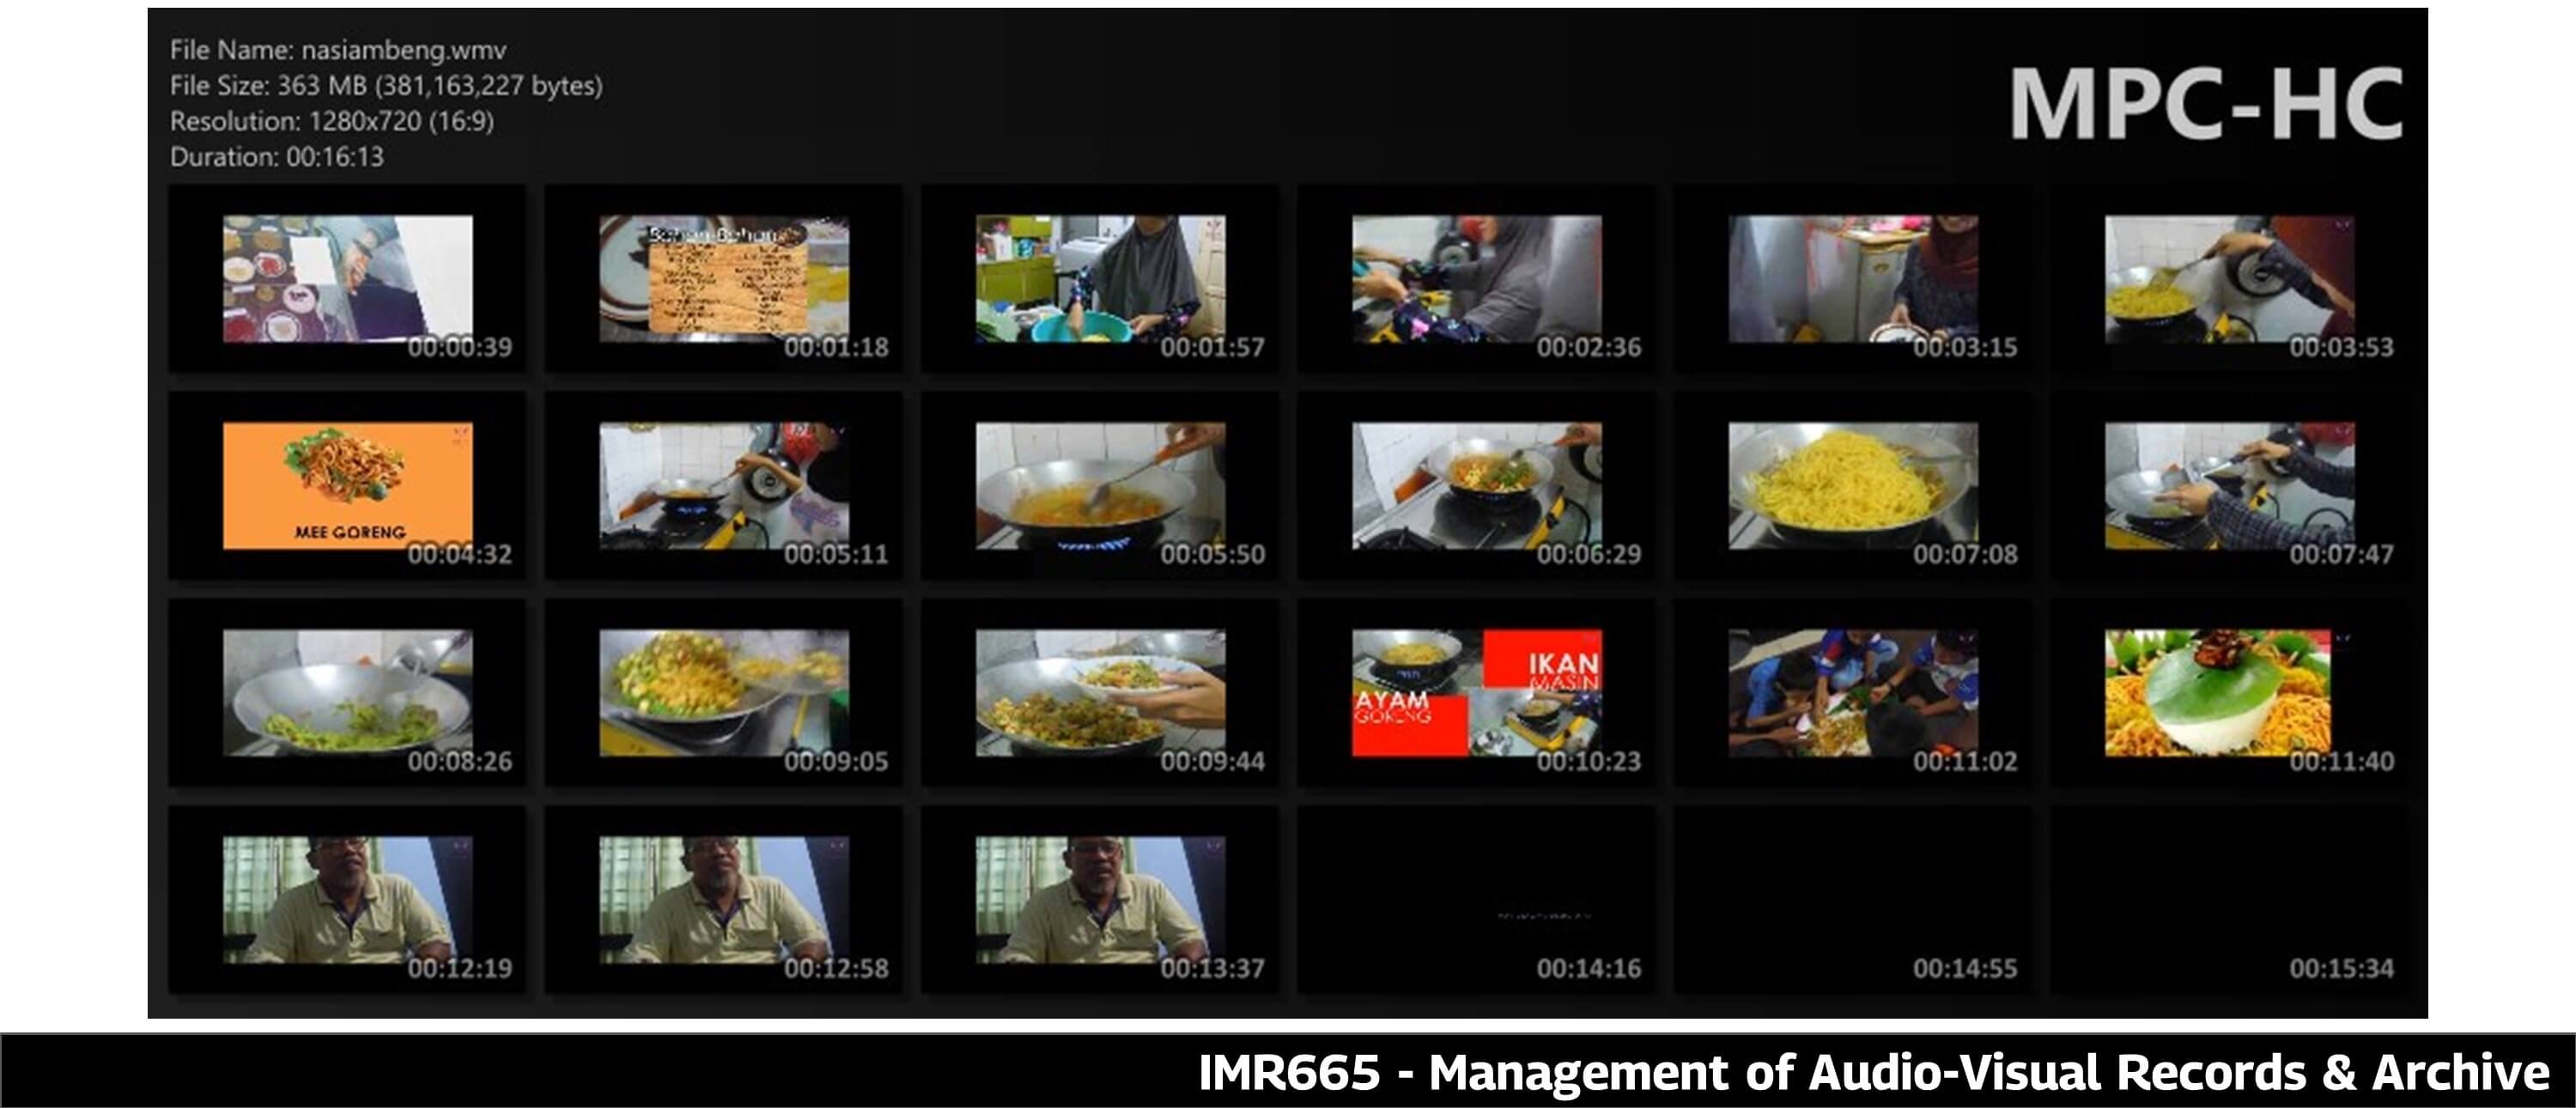 File Name: nasiambeng.wmv
File Size: 363 MB (381,163,227 bytes)
Resolution: 1280x720 (16:9)
Duration: 00:16:13
MPC-HC
00:00:39
Bahan-Bahan
00:01:18
00:01:57
00:02:36
00:03:15
00:03:53
MEE GORENG
00:04:32
00:05:11
00:05:50
00:06:29
00:07:08
00:07:47
00:08:26
00:09:05
00:09:44
IKAN
MASIN
AYAM
GORENG
00:10:23
00:11:02
00:11:40
00:12:19
00:12:58
00:13:37
00:14:16
00:14:55
00:15:34
IMR665 - Management of Audio-Visual Records & Archive